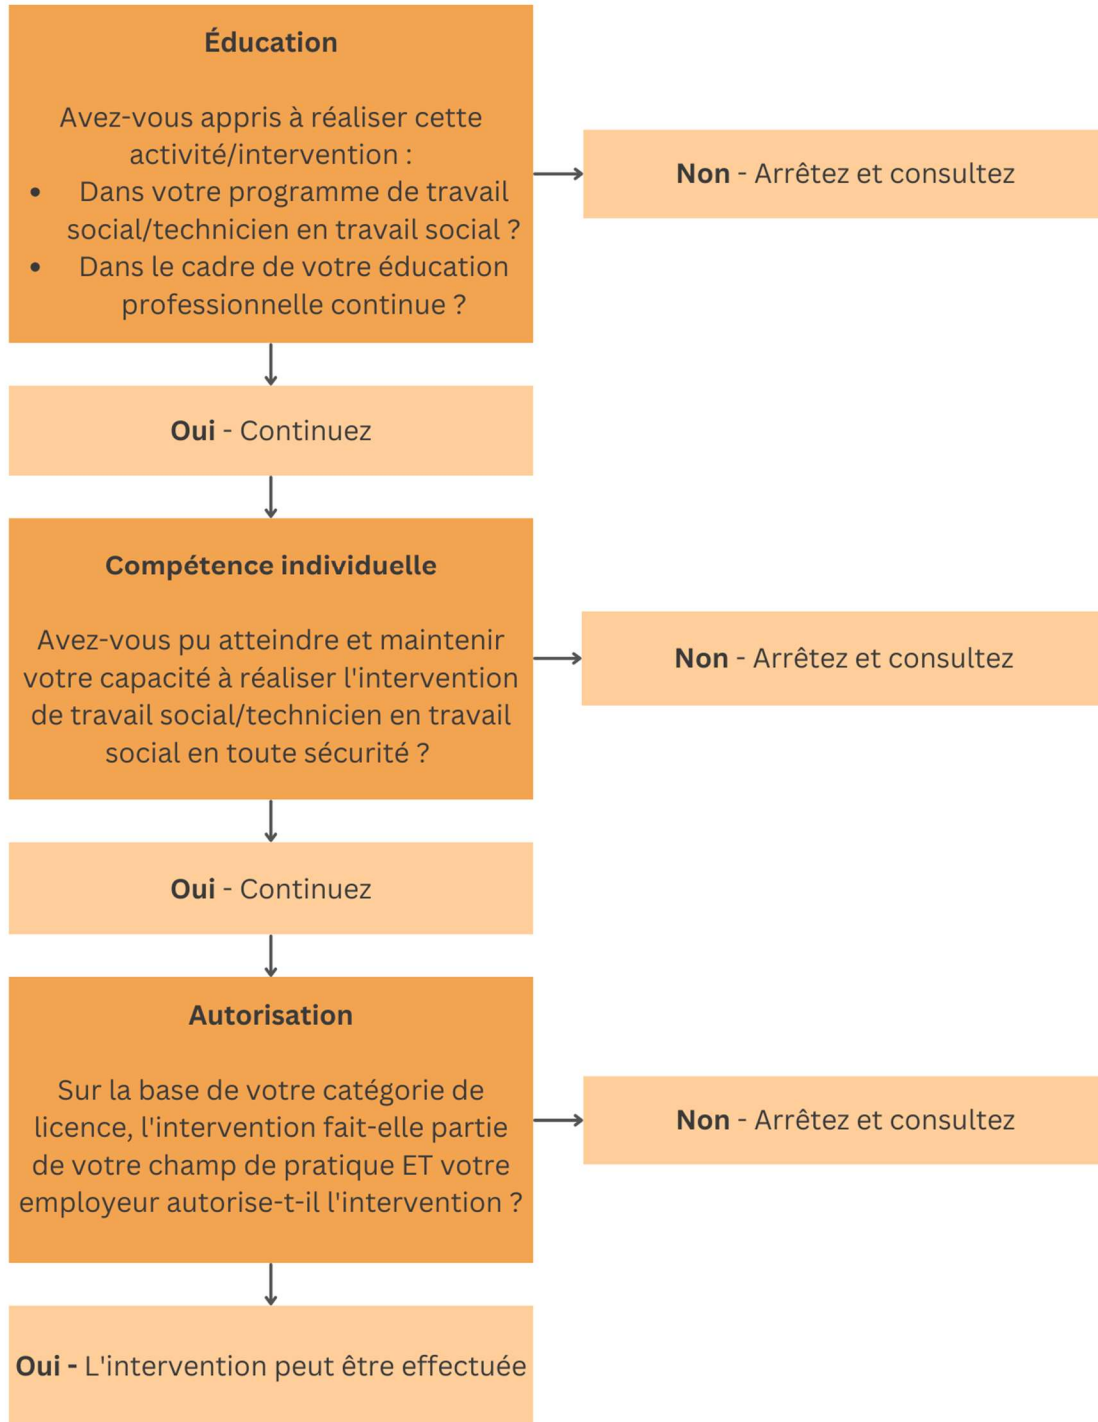 Éducation
Avez-vous appris à réaliser cette
activité/intervention :
• Dans votre programme de travail
social/technicien en travail social ?
• Dans le cadre de votre éducation
professionnelle continue ?
Non - Arrêtez et consultez
Oui - Continuez
Compétence individuelle
Avez-vous pu atteindre et maintenir
votre capacité à réaliser l'intervention
de travail social/technicien en travail
social en toute sécurité ?
Non - Arrêtez et consultez
Oui - Continuez
Autorisation
Sur la base de votre catégorie de
licence, l'intervention fait-elle partie
de votre champ de pratique ET votre
employeur autorise-t-il l'intervention ?
Non - Arrêtez et consultez
Oui - L'intervention peut être effectuée